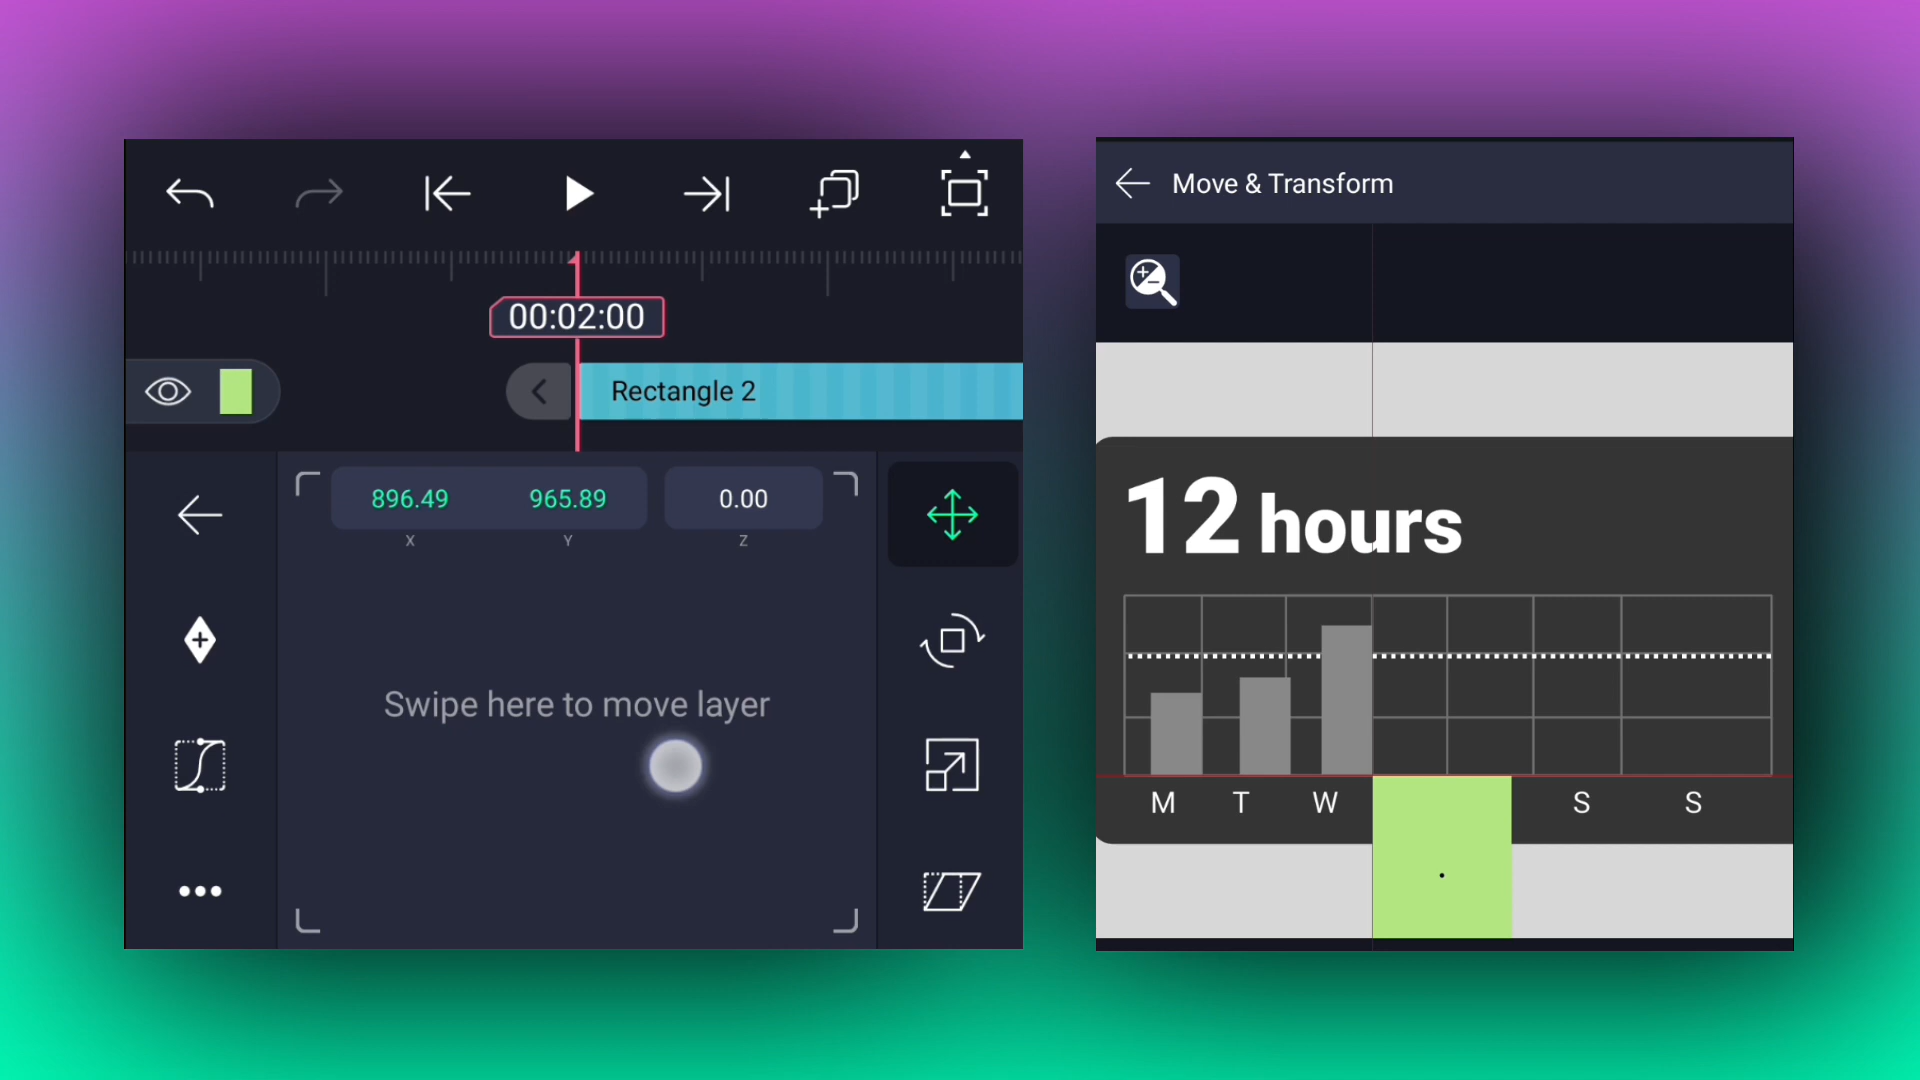 00:02:00
Rectangle 2
896.49 965.89 0.00
X Y Z
Swipe here to move layer
Move & Transform
12 hours
M T W S S